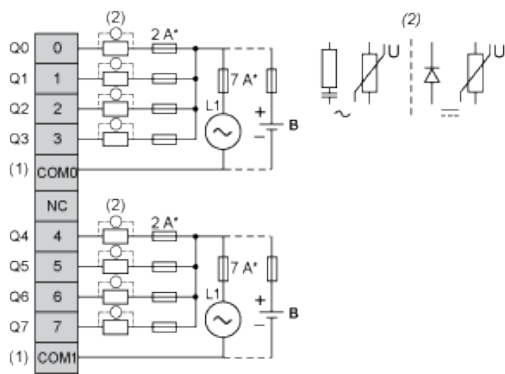 (2)
(2)
Q0 0 2 A*
Q1 1 7 A*
Q2 2 L1
Q3 3 + B
~ -
(1) COM0
NC
(2)
Q4 4 2 A*
Q5 5 7 A*
Q6 6 L1
Q7 7 + B
~ -
(1) COM1
U U
~